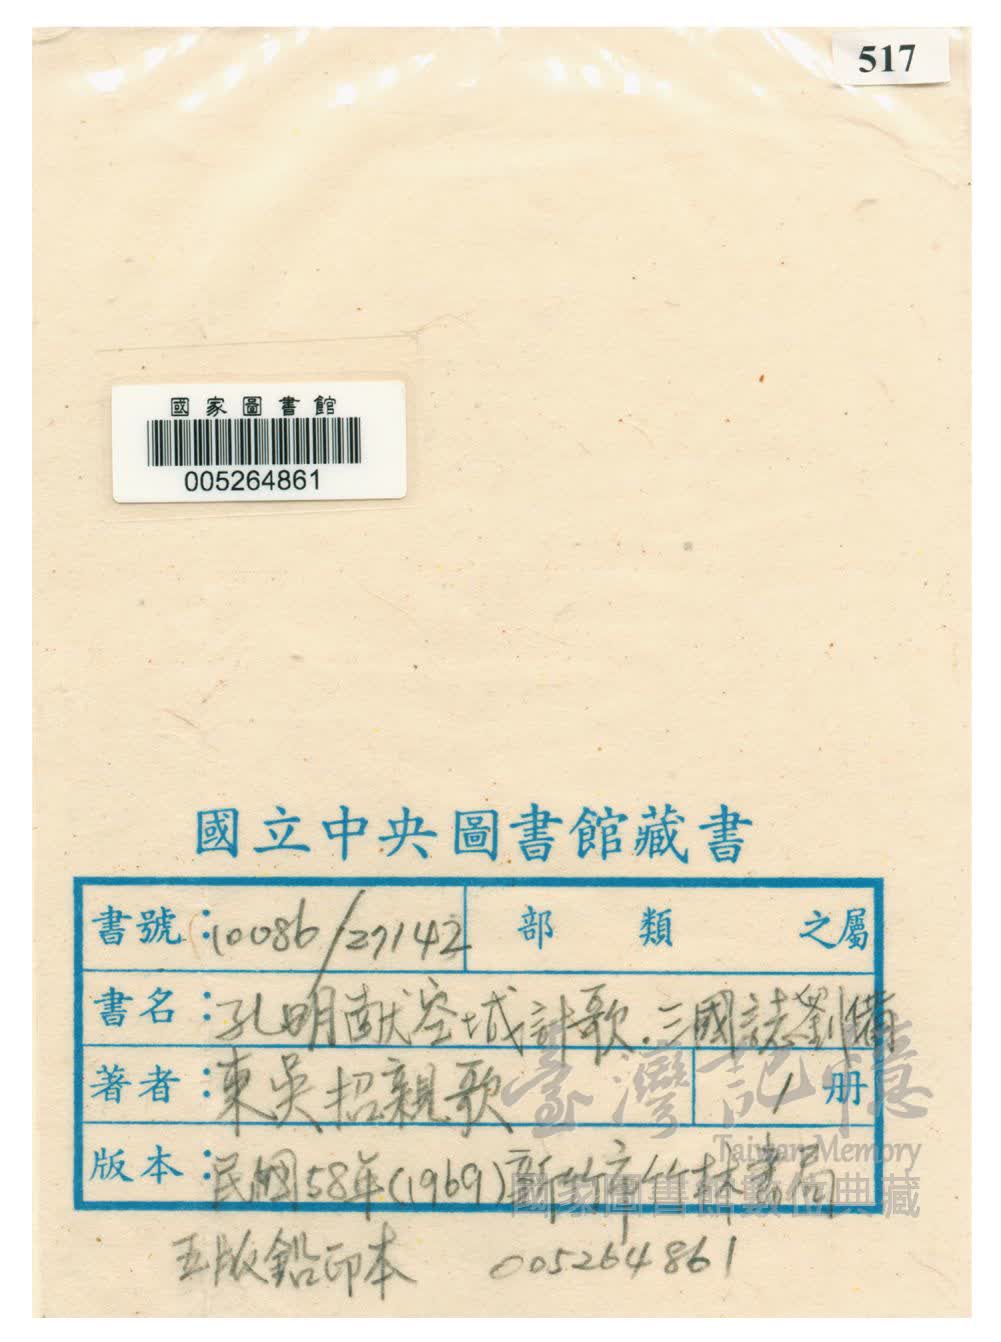 517
國家圖書館
005264861
國立中央圖書館藏書
書號：10086/27142 部類之屬
書名：孔明献空城計歌.三國誌劉備
著者：東吳招親歌 1册
版本：民國58年(1969)新竹市竹林書局
五版鉛印本 005264861
臺灣記憶
Taiwan Memory
國家圖書館數位典藏